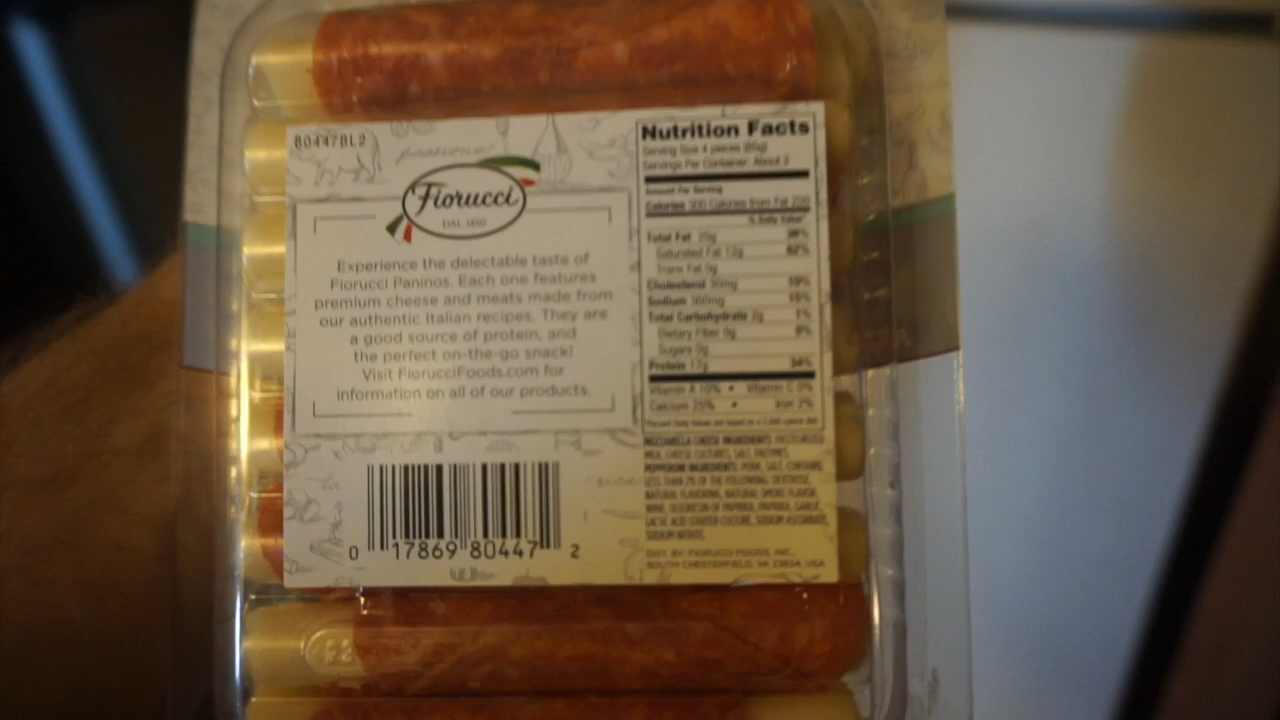 80447BL2
Fiorucci
DAL 1850
Experience the delectable taste of
Fiorucci Paninos. Each one features
premium cheese and meats made from
our authentic Italian recipes. They are
a good source of protein, and
the perfect on-the-go snack!
Visit FiorucciFoods.com for
information on all of our products.
0 17869 80447 2
Nutrition Facts
Serving Size 4 pieces
Servings Per Container: About 3
Amount Per Serving
Calories 300 Calories from Fat
% Daily Value*
Total Fat 25g 38%
Saturated Fat 12g 62%
Trans Fat 0g
Cholesterol 30mg 10%
Sodium 360mg 15%
Total Carbohydrate 2g 1%
Dietary Fiber 0g 0%
Sugars 0g
Protein 17g 34%
Vitamin A 10% • Vitamin C 0%
Calcium 25% • Iron 2%
MOZZARELLA CHEESE INGREDIENTS: PASTEURIZED
MILK, CHEESE CULTURES, SALT, ENZYMES.
PEPPERONI INGREDIENTS: PORK, SALT, CONTAINS
LESS THAN 2% OF THE FOLLOWING: DEXTROSE,
NATURAL FLAVORING, NATURAL SMOKE FLAVOR,
WINE, OLEORESIN OF PAPRIKA, PAPRIKA, GARLIC,
LACTIC ACID STARTER CULTURE, SODIUM ASCORBATE,
SODIUM NITRITE.
DIST. BY: FIORUCCI FOODS, INC.
SOUTH CHESTERFIELD, VA 23834, USA